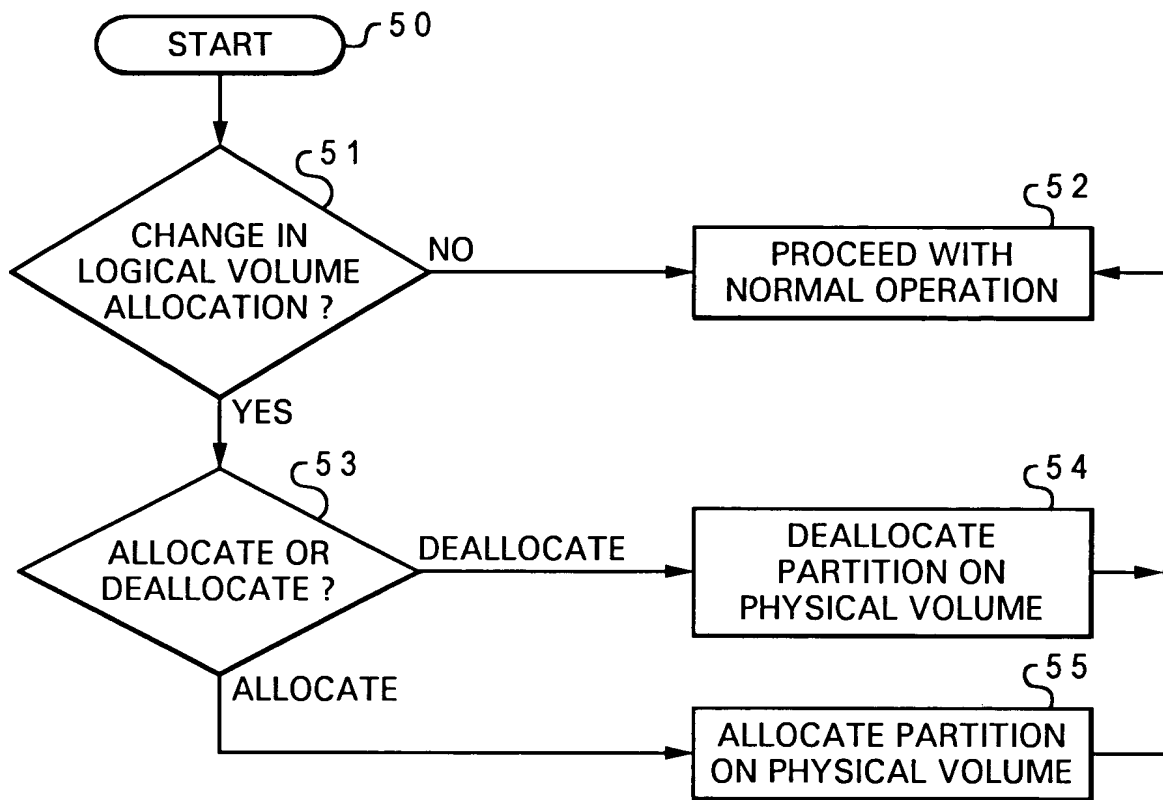 START
50
51
CHANGE IN
LOGICAL VOLUME
ALLOCATION ?
NO
52
PROCEED WITH
NORMAL OPERATION
YES
53
ALLOCATE OR
DEALLOCATE ?
DEALLOCATE
54
DEALLOCATE
PARTITION ON
PHYSICAL VOLUME
ALLOCATE
55
ALLOCATE PARTITION
ON PHYSICAL VOLUME